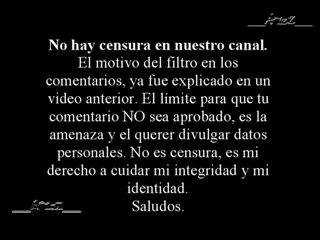 No hay censura en nuestro canal.
El motivo del filtro en los
comentarios, ya fue explicado en un
video anterior. El límite para que tu
comentario NO sea aprobado, es la
amenaza y el querer divulgar datos
personales. No es censura, es mi
derecho a cuidar mi integridad y mi
identidad.
Saludos.